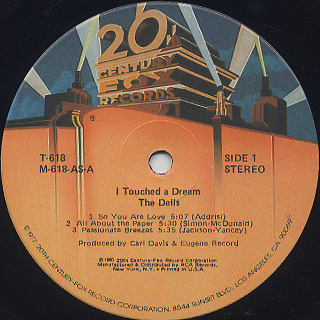 20th
CENTURY
FOX
RECORDS
T-618
M-618-AS-A
SIDE 1
STEREO
I Touched a Dream
The Dells
1 So You Are Love 5:07 (Addrisi)
2 All About the Paper 5:30 (Simon-McDonald)
3 Passionate Breezes 5:35 (Jackson-Yancey)
Produced by Carl Davis & Eugene Record
℗1980 20th Century-Fox Record Corporation
Manufactured & Distributed by RCA Records,
New York, N.Y. • Printed in U.S.A.
©1977, 20TH CENTURY-FOX RECORD CORPORATION, 8544 SUNSET BLVD., LOS ANGELES, CA. 90069